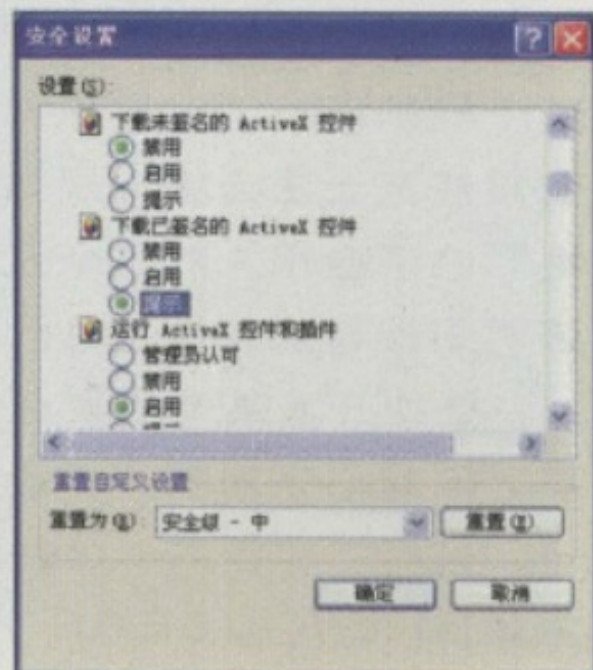 安全设置
设置(S):
下载未签名的 ActiveX 控件
禁用
启用
提示
下载已签名的 ActiveX 控件
禁用
启用
提示
运行 ActiveX 控件和插件
管理员认可
禁用
启用
重置自定义设置
重置为(R): 安全级 - 中 重置(E)
确定 取消